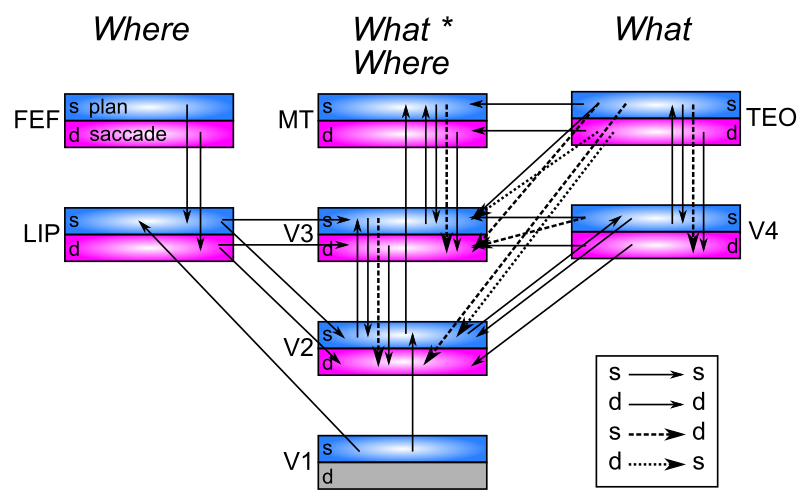 Where
What *
Where
What
FEF
s plan
d saccade
MT
s
d
TEO
s
d
LIP
s
d
V3
s
d
V4
s
d
V2
s
d
V1
s
d
s s
d d
s d
d s